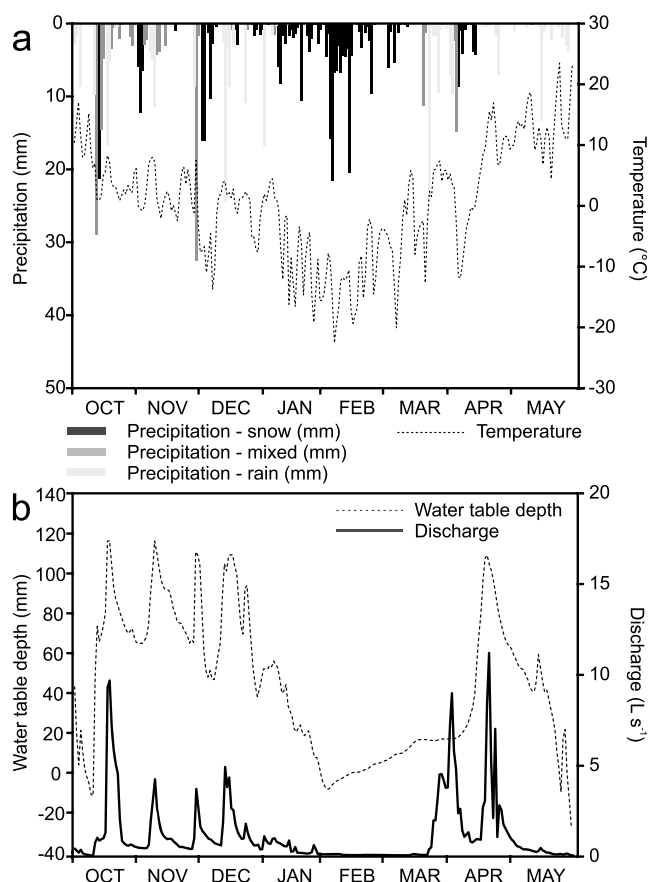 a
Precipitation (mm)
0
10
20
30
40
50
30
20
10
0
-10
-20
-30
Temperature (°C)
OCT NOV DEC JAN FEB MAR APR MAY
Precipitation - snow (mm)
Temperature
Precipitation - mixed (mm)
Precipitation - rain (mm)
b
Water table depth (mm)
140
120
100
80
60
40
20
0
-20
-40
Water table depth
Discharge
20
15
10
5
0
Discharge (L s⁻¹)
OCT NOV DEC JAN FEB MAR APR MAY